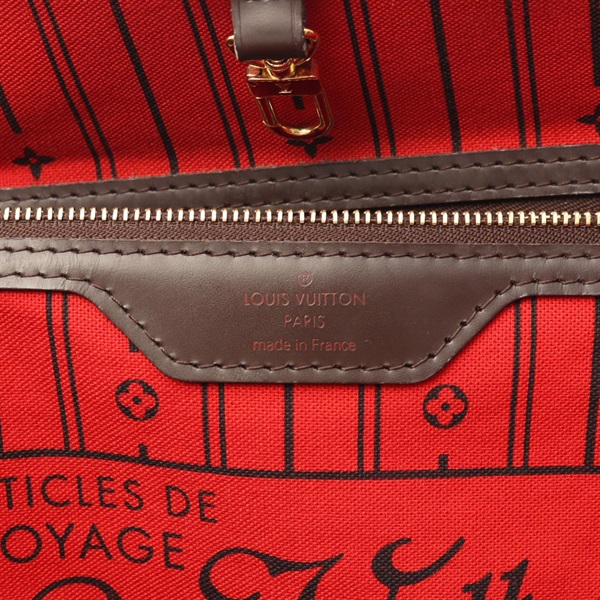 LOUIS VUITTON
PARIS
made in France
TICLES DE
OYAGE